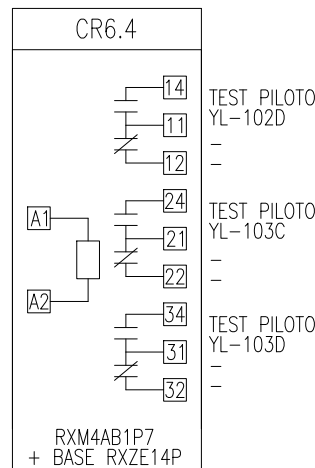 CR6.4
14
TEST PILOTO
YL-102D
11
-
12
-
24
TEST PILOTO
YL-103C
A1
21
-
22
-
A2
34
TEST PILOTO
YL-103D
31
-
32
-
RXM4AB1P7
+ BASE RXZE14P